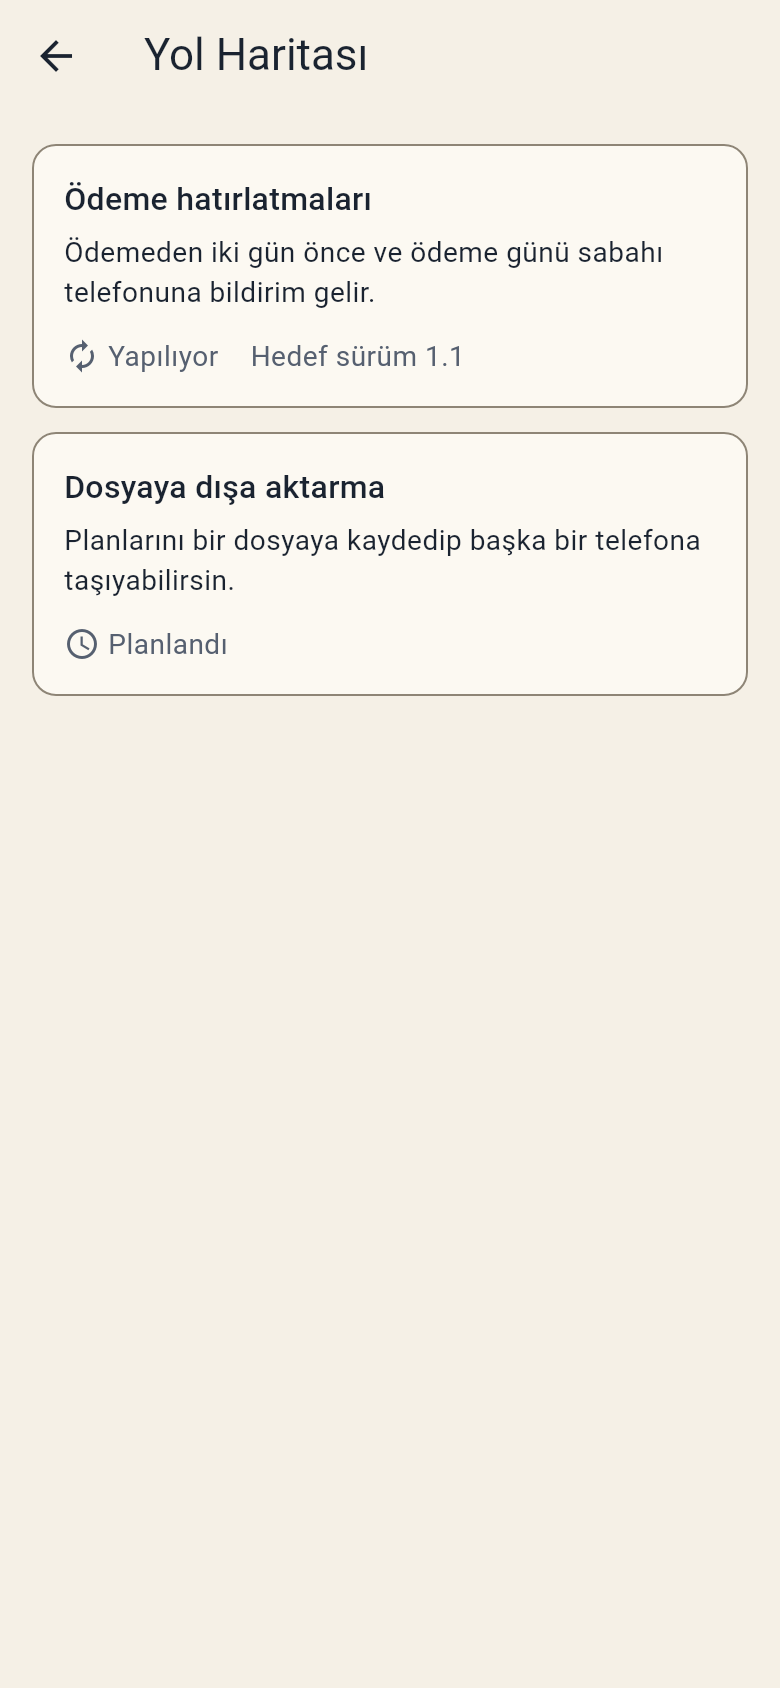 Yol Haritası
Ödeme hatırlatmaları
Ödemeden iki gün önce ve ödeme günü sabahı
telefonuna bildirim gelir.
Yapılıyor Hedef sürüm 1.1
Dosyaya dışa aktarma
Planlarını bir dosyaya kaydedip başka bir telefona
taşıyabilirsin.
Planlandı